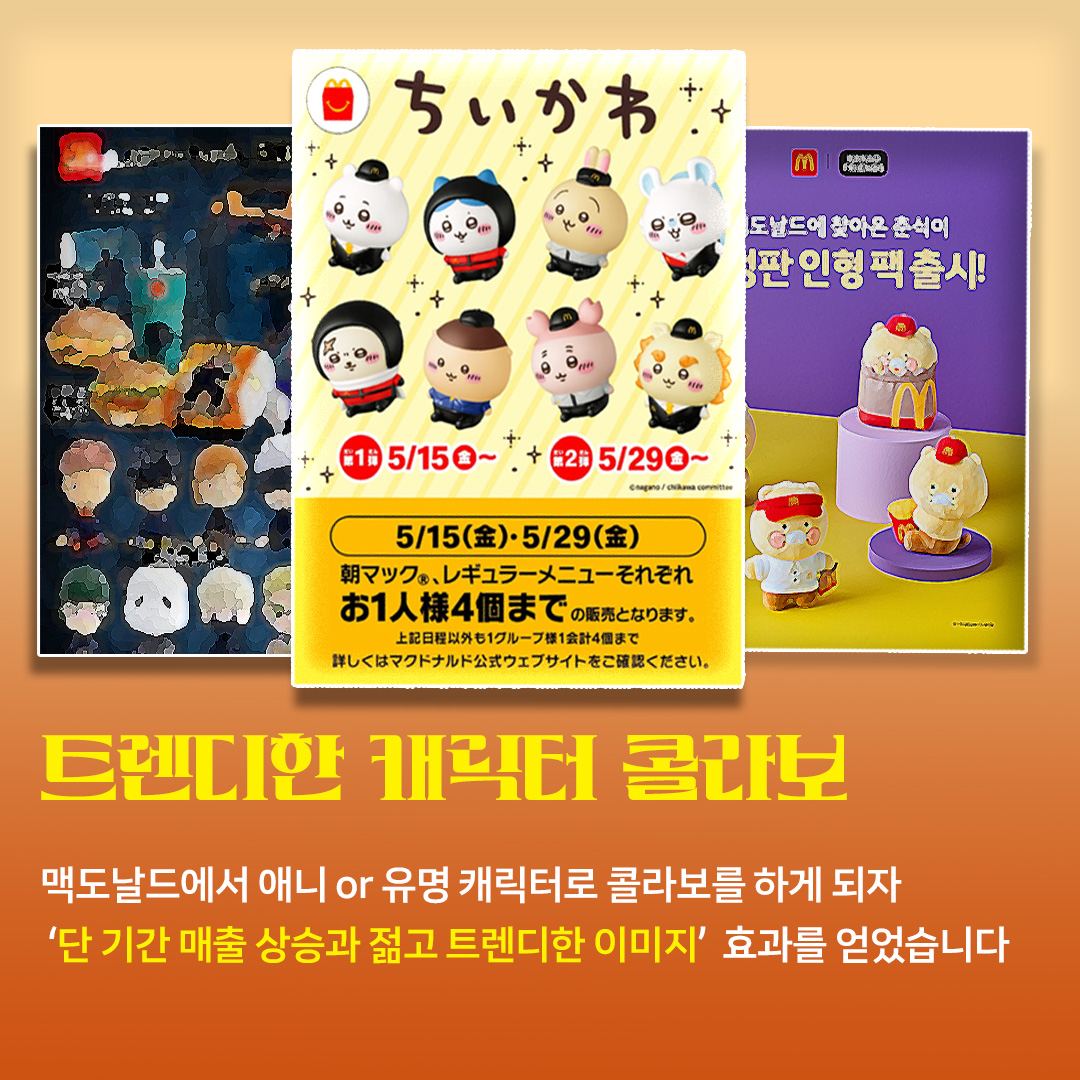 ちいかわ
第1弾 5/15金~
第2弾 5/29金~
©nagano / chiikawa committee
5/15(金)・5/29(金)
朝マック®、レギュラーメニューそれぞれ
お1人様4個までの販売となります。
上記日程以外も1グループ様1会計4個まで
詳しくはマクドナルド公式ウェブサイトをご確認ください。
도날드에 찾아온 춘식이
정판 인형 팩 출시!
트렌디한 캐릭터 콜라보
맥도날드에서 애니 or 유명 캐릭터로 콜라보를 하게 되자
‘단 기간 매출 상승과 젊고 트렌디한 이미지’ 효과를 얻었습니다